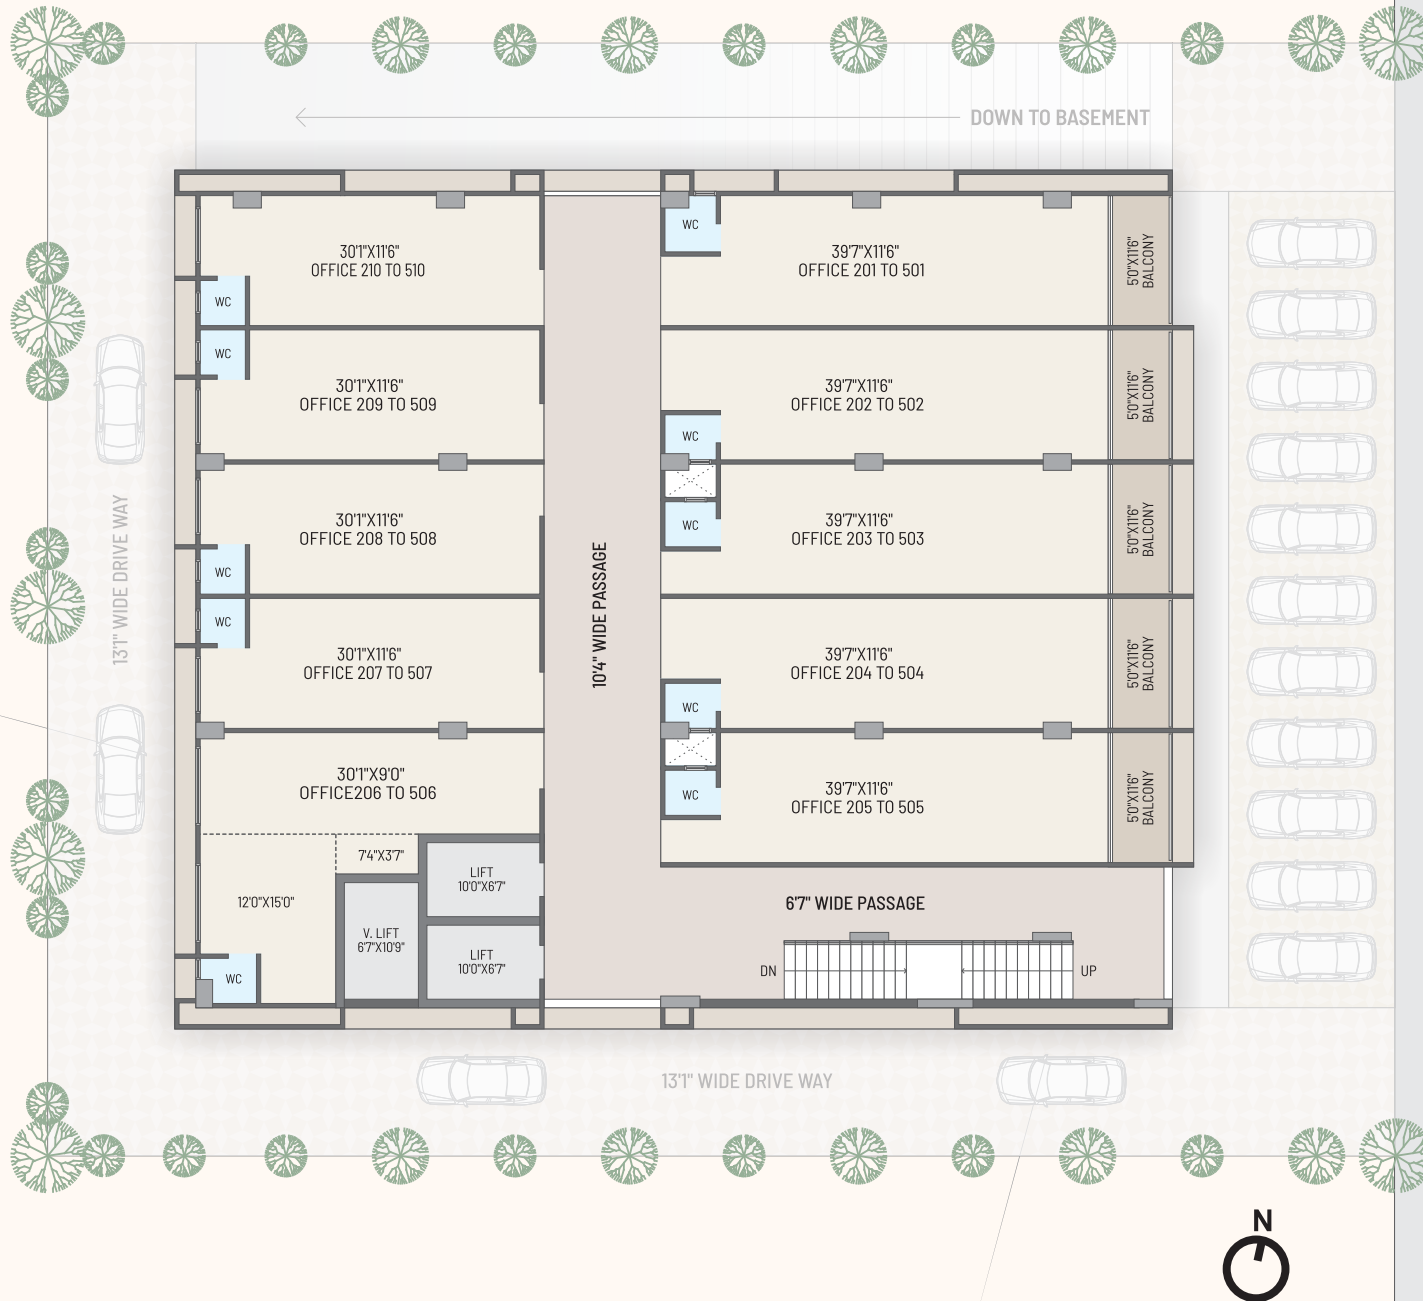 DOWN TO BASEMENT
30'1"X11'6"
OFFICE 210 TO 510
WC
WC
39'7"X11'6"
OFFICE 201 TO 501
5'0"X11'6"
BALCONY
WC
30'1"X11'6"
OFFICE 209 TO 509
39'7"X11'6"
OFFICE 202 TO 502
5'0"X11'6"
BALCONY
WC
30'1"X11'6"
OFFICE 208 TO 508
WC
WC
39'7"X11'6"
OFFICE 203 TO 503
5'0"X11'6"
BALCONY
13'1" WIDE DRIVE WAY
10'4" WIDE PASSAGE
WC
30'1"X11'6"
OFFICE 207 TO 507
39'7"X11'6"
OFFICE 204 TO 504
5'0"X11'6"
BALCONY
WC
30'1"X9'0"
OFFICE206 TO 506
WC
39'7"X11'6"
OFFICE 205 TO 505
5'0"X11'6"
BALCONY
7'4"X3'7"
12'0"X15'0"
LIFT
10'0"X6'7"
V. LIFT
6'7"X10'9"
LIFT
10'0"X6'7"
WC
6'7" WIDE PASSAGE
DN
UP
13'1" WIDE DRIVE WAY
N